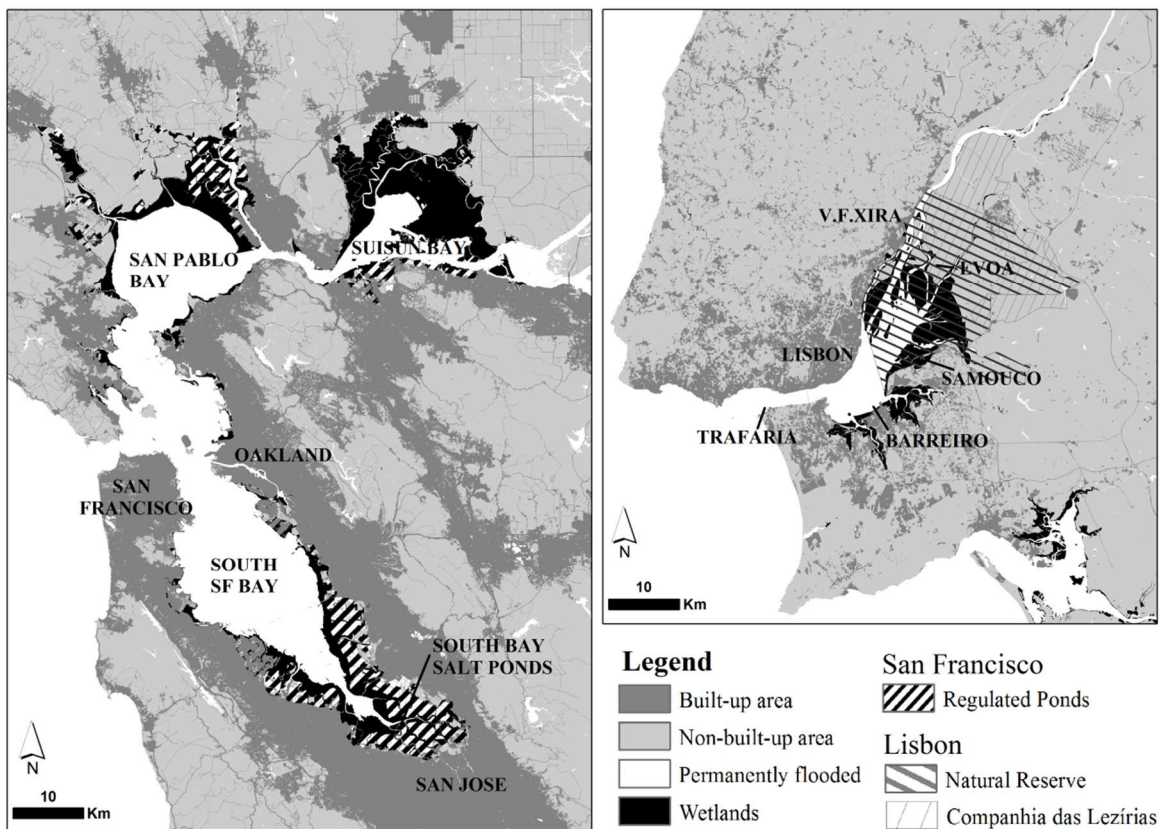 SAN PABLO
BAY
SUISUN BAY
OAKLAND
SAN
FRANCISCO
SOUTH
SF BAY
SOUTH BAY
SALT PONDS
SAN JOSE
N
10
Km
V.F.XIRA
EVOA
LISBON
SAMOUCO
TRAFARIA
BARREIRO
N
10
Km
Legend
Built-up area
Non-built-up area
Permanently flooded
Wetlands
San Francisco
Regulated Ponds
Lisbon
Natural Reserve
Companhia das Lezírias